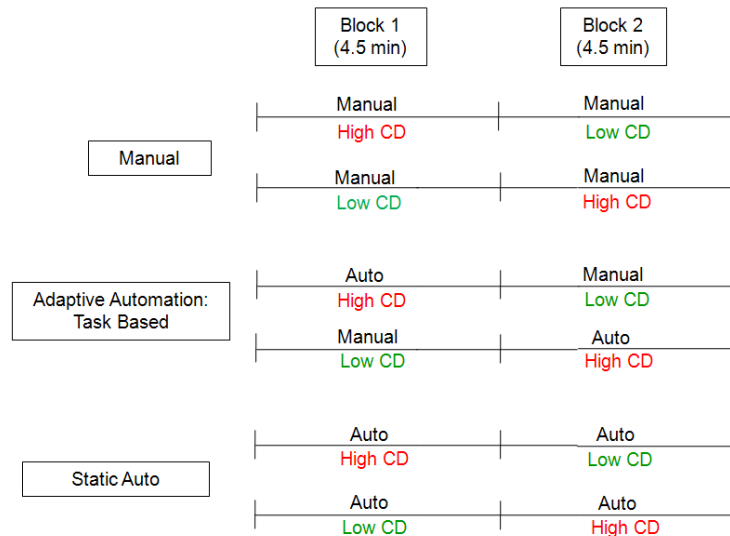 Block 1
(4.5 min)
Block 2
(4.5 min)
Manual
Manual
High CD
Manual
Low CD
Manual
Low CD
Manual
High CD
Adaptive Automation:
Task Based
Auto
High CD
Manual
Low CD
Manual
Low CD
Auto
High CD
Static Auto
Auto
High CD
Auto
Low CD
Auto
Low CD
Auto
High CD